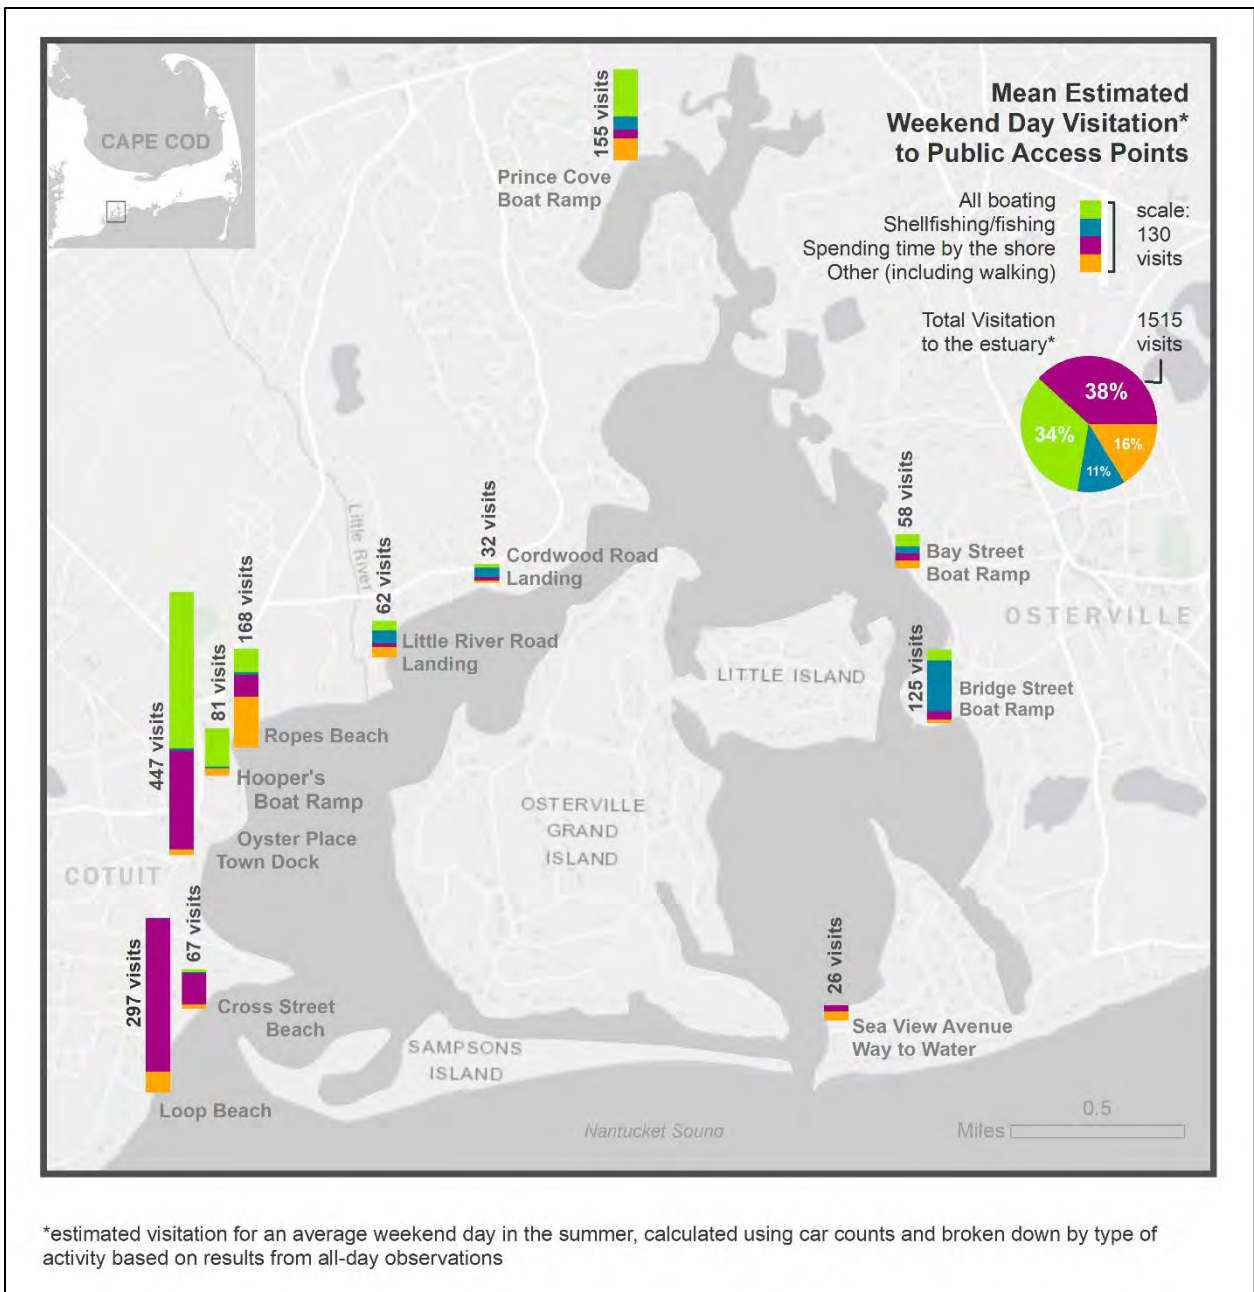 CAPE COD
Mean Estimated
Weekend Day Visitation*
to Public Access Points
All boating
Shellfishing/fishing
Spending time by the shore
Other (including walking)
scale:
130
visits
Total Visitation
to the estuary*
1515
visits
38%
34%
16%
11%
155 visits
Prince Cove
Boat Ramp
32 visits
Cordwood Road
Landing
58 visits
Bay Street
Boat Ramp
OSTERVILLE
Little River
62 visits
Little River Road
Landing
168 visits
Ropes Beach
81 visits
Hooper's
Boat Ramp
447 visits
Oyster Place
Town Dock
COTUIT
LITTLE ISLAND
125 visits
Bridge Street
Boat Ramp
OSTERVILLE
GRAND
ISLAND
67 visits
Cross Street
Beach
297 visits
Loop Beach
26 visits
Sea View Avenue
Way to Water
SAMPSONS
ISLAND
Nantucket Sound
0.5
Miles
*estimated visitation for an average weekend day in the summer, calculated using car counts and broken down by type of
activity based on results from all-day observations